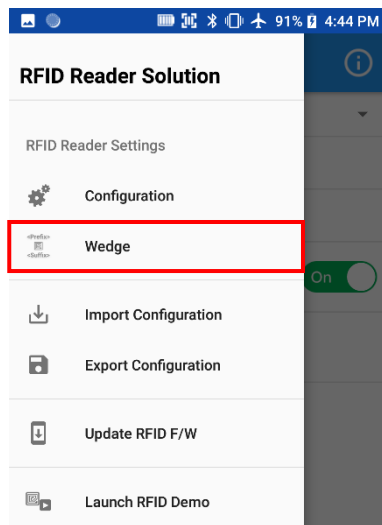 91% 4:44 PM
RFID Reader Solution
RFID Reader Settings
Configuration
<Prefix>
<Suffix>
Wedge
On
Import Configuration
Export Configuration
Update RFID F/W
Launch RFID Demo